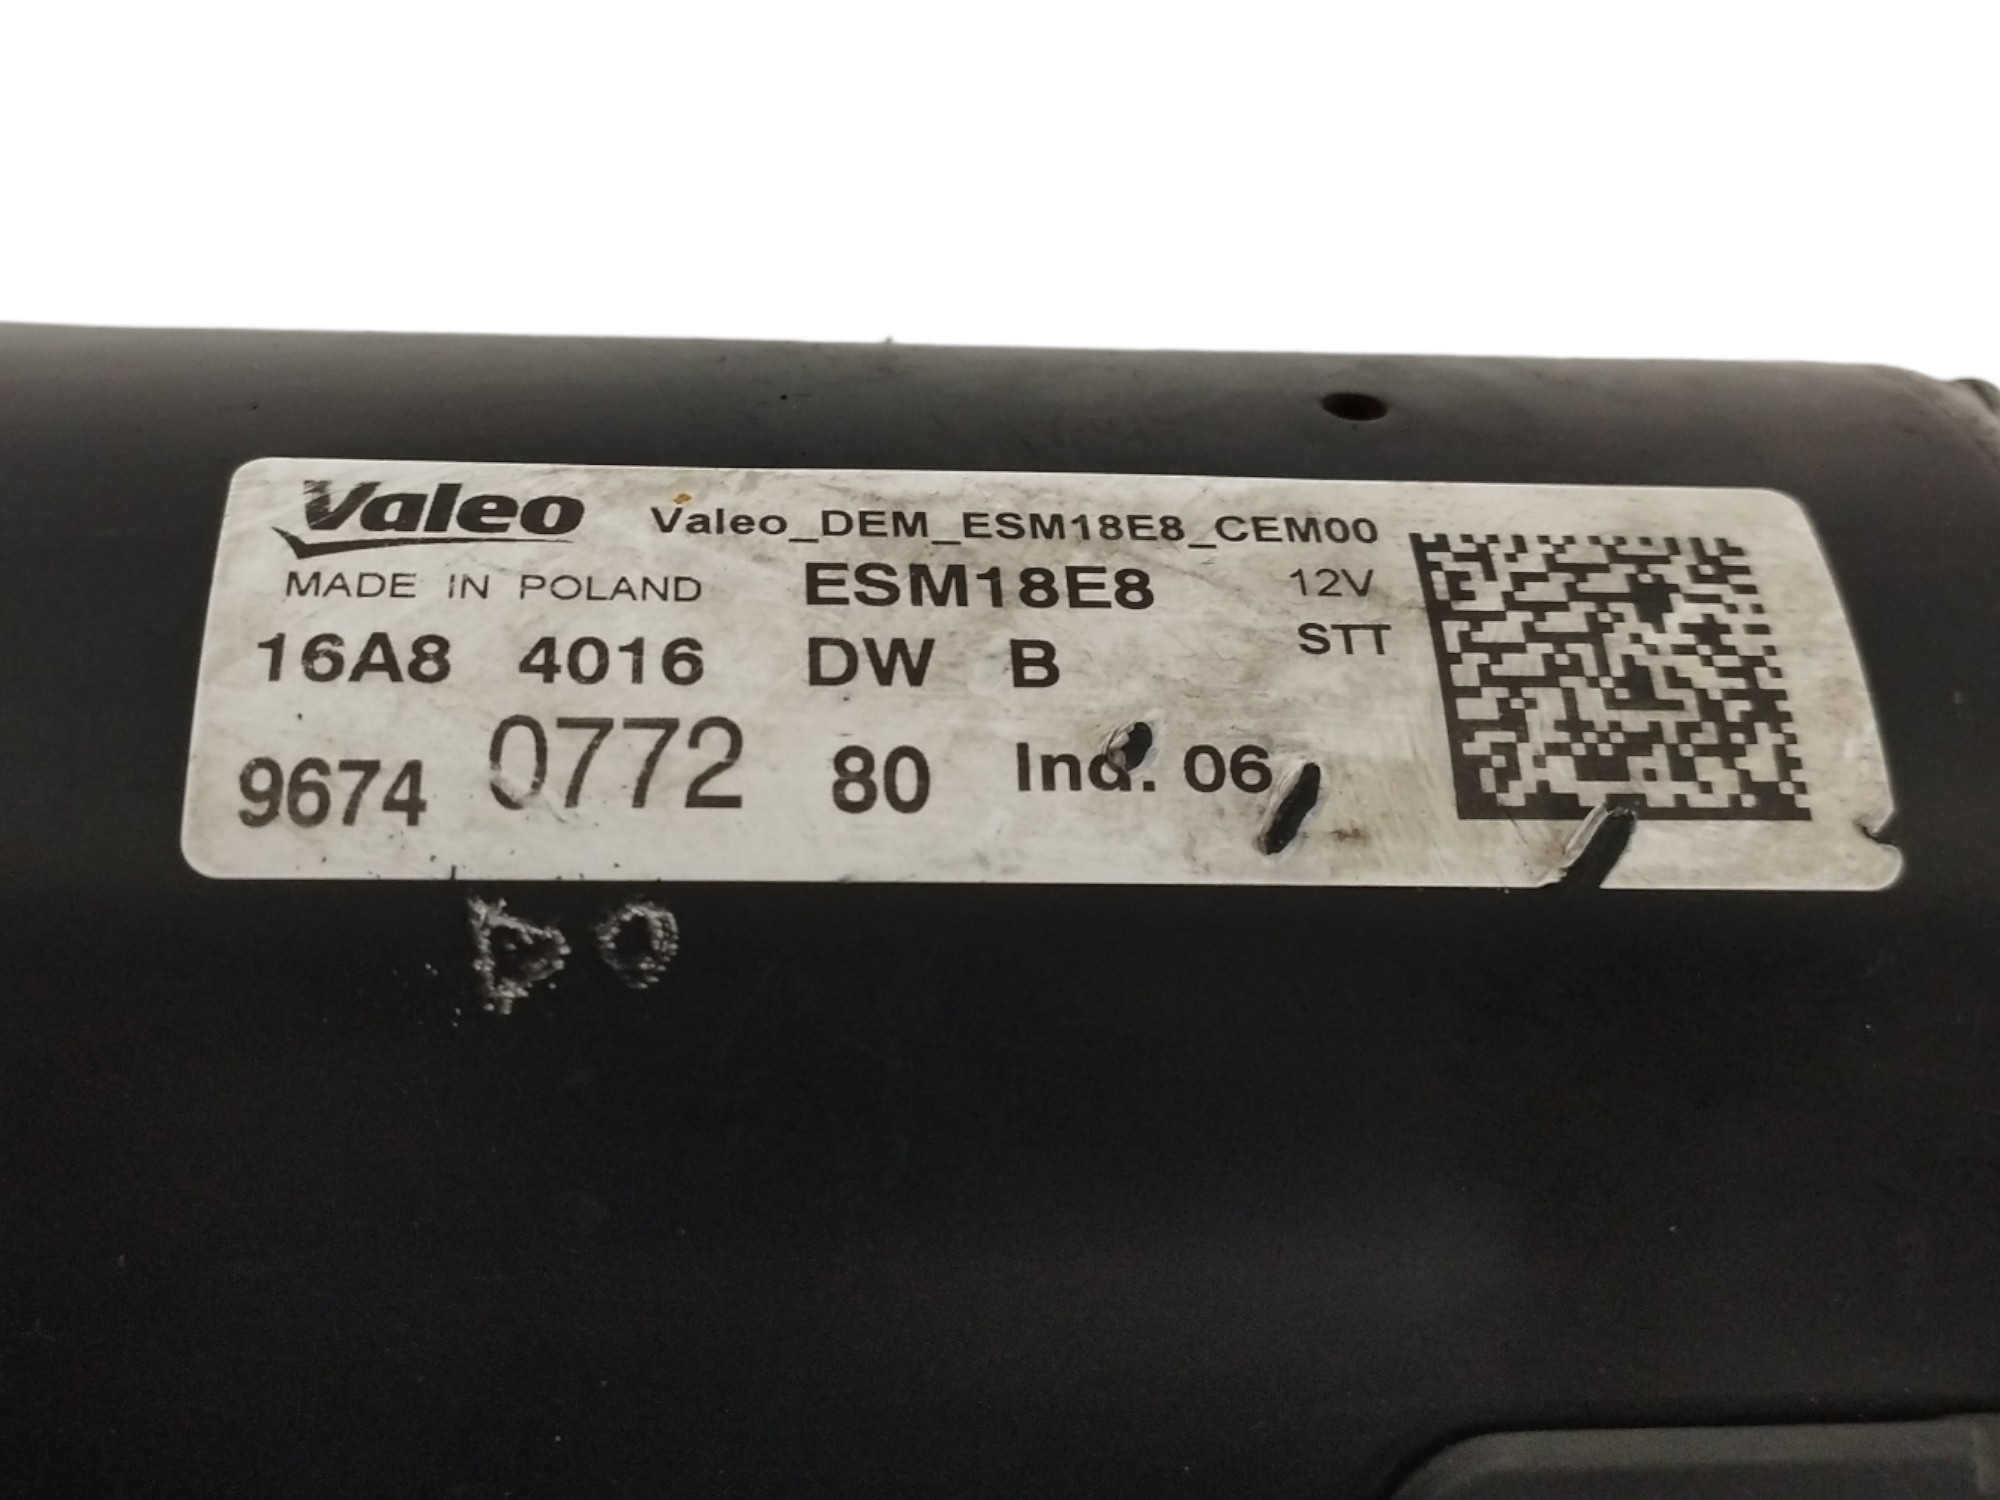 Valeo Valeo_DEM_ESM18E8_CEM00
MADE IN POLAND ESM18E8 12V
16A8 4016 DW B STT
9674 0772 80 Ind. 06